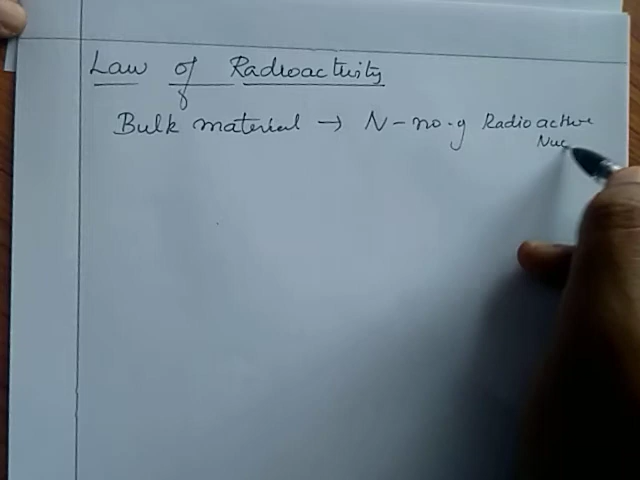 Law of Radioactivity
Bulk material → N - no. of Radioactive
Nuc